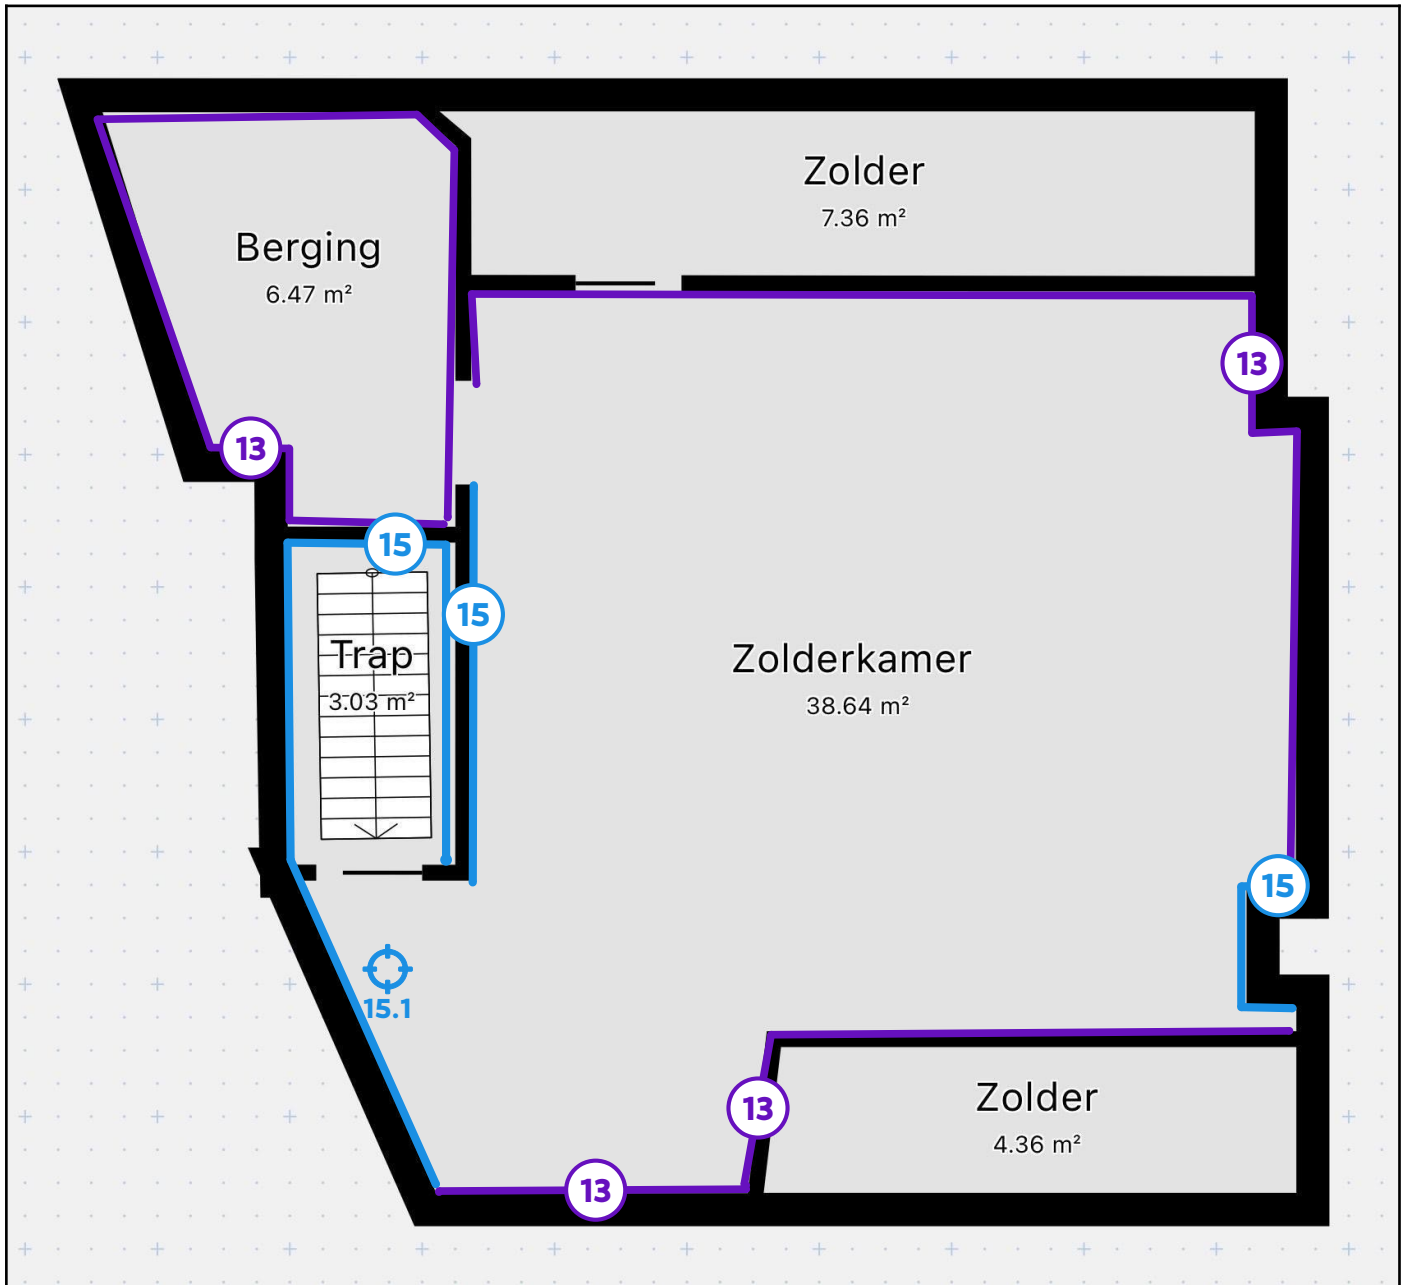 Zolder
7.36 m²
Berging
6.47 m²
13
13
15
15
Trap
3.03 m²
Zolderkamer
38.64 m²
15
15.1
Zolder
4.36 m²
13
13